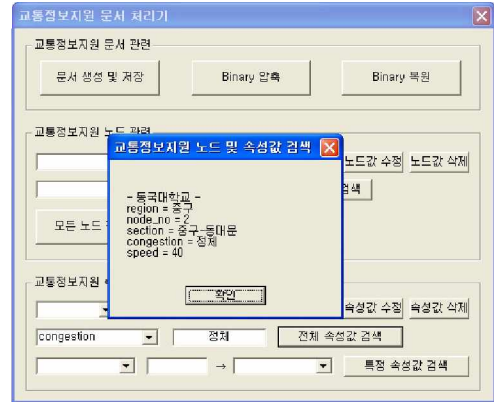 교통정보지원 문서 처리기
교통정보지원 문서 관련
문서 생성 및 저장
Binary 압축
Binary 복원
교통정보지원 노드 관련
교통정보지원 노드 및 속성값 검색
노드값 수정
노드값 삭제
검색
- 동국대학교 -
region = 중구
node_no = 2
section = 중구-동대문
congestion = 정체
speed = 40
모든 노드
확인
교통정보지원
속성값 수정
속성값 삭제
congestion
정체
전체 속성값 검색
→
특정 속성값 검색